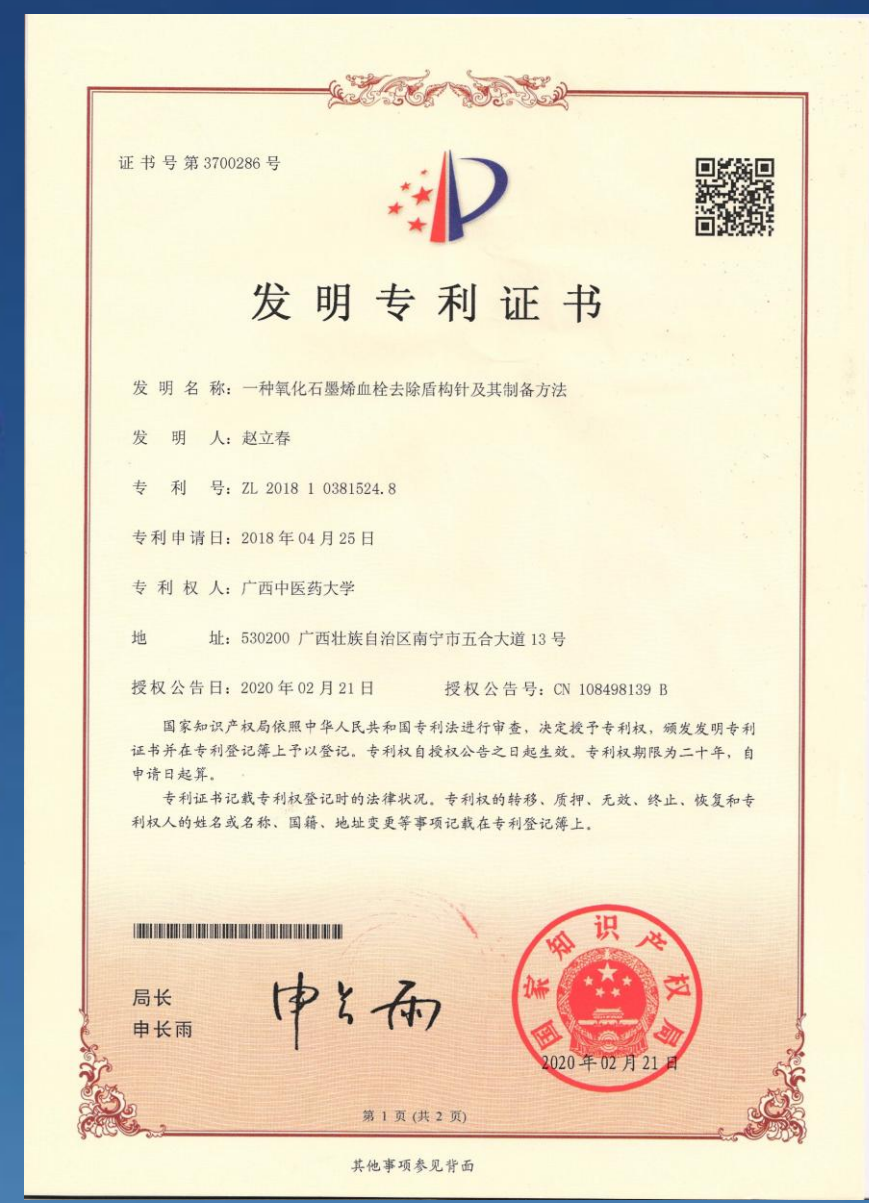 证书号第3700286号
发明专利证书
发明名称：一种氧化石墨烯血栓去除盾构针及其制备方法
发明人：赵立春
专利号：ZL 2018 1 0381524.8
专利申请日：2018年04月25日
专利权人：广西中医药大学
地址：530200 广西壮族自治区南宁市五合大道13号
授权公告日：2020年02月21日 授权公告号：CN 108498139 B
国家知识产权局依照中华人民共和国专利法进行审查，决定授予专利权，颁发发明专利
证书并在专利登记簿上予以登记。专利权自授权公告之日起生效。专利权期限为二十年，自
申请日起算。
专利证书记载专利权登记时的法律状况。专利权的转移、质押、无效、终止、恢复和专
利权人的姓名或名称、国籍、地址变更等事项记载在专利登记簿上。
局长
申长雨
申长雨
国家知识产权局
2020年02月21日
第 1 页 (共 2 页)
其他事项参见背面